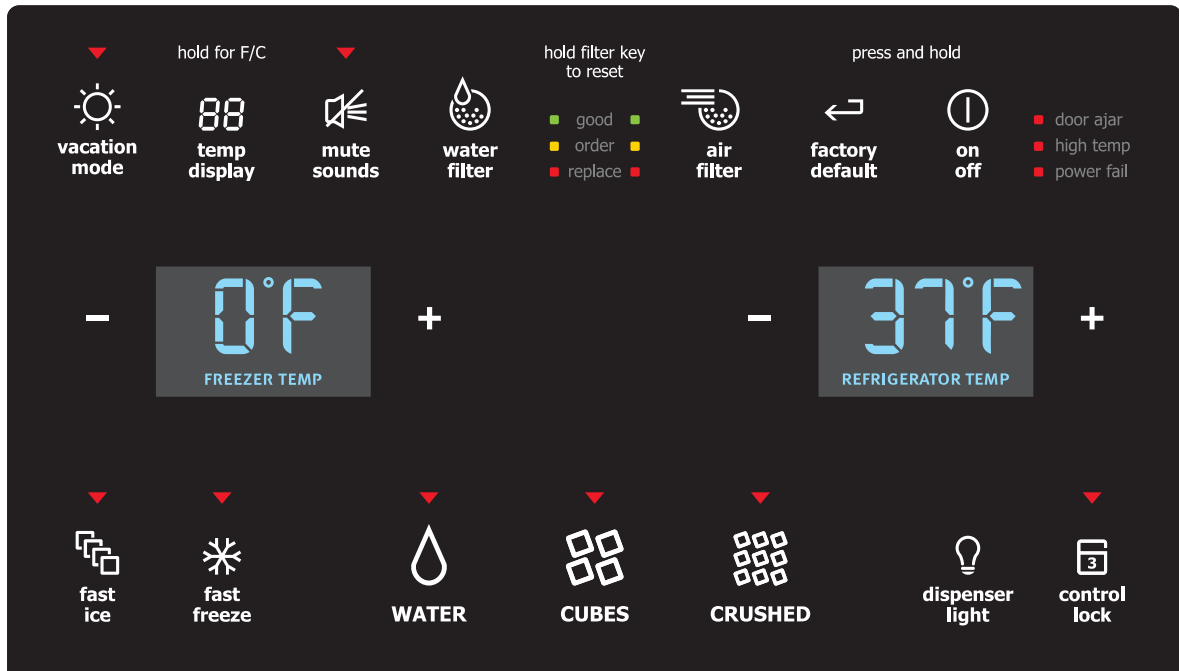 hold for F/C
hold filter key
to reset
press and hold
88
vacation
mode
temp
display
mute
sounds
water
filter
good
order
replace
air
filter
factory
default
on
off
door ajar
high temp
power fail
−
0°F
FREEZER TEMP
+
−
37°F
REFRIGERATOR TEMP
+
fast
ice
fast
freeze
WATER
CUBES
CRUSHED
dispenser
light
3
control
lock